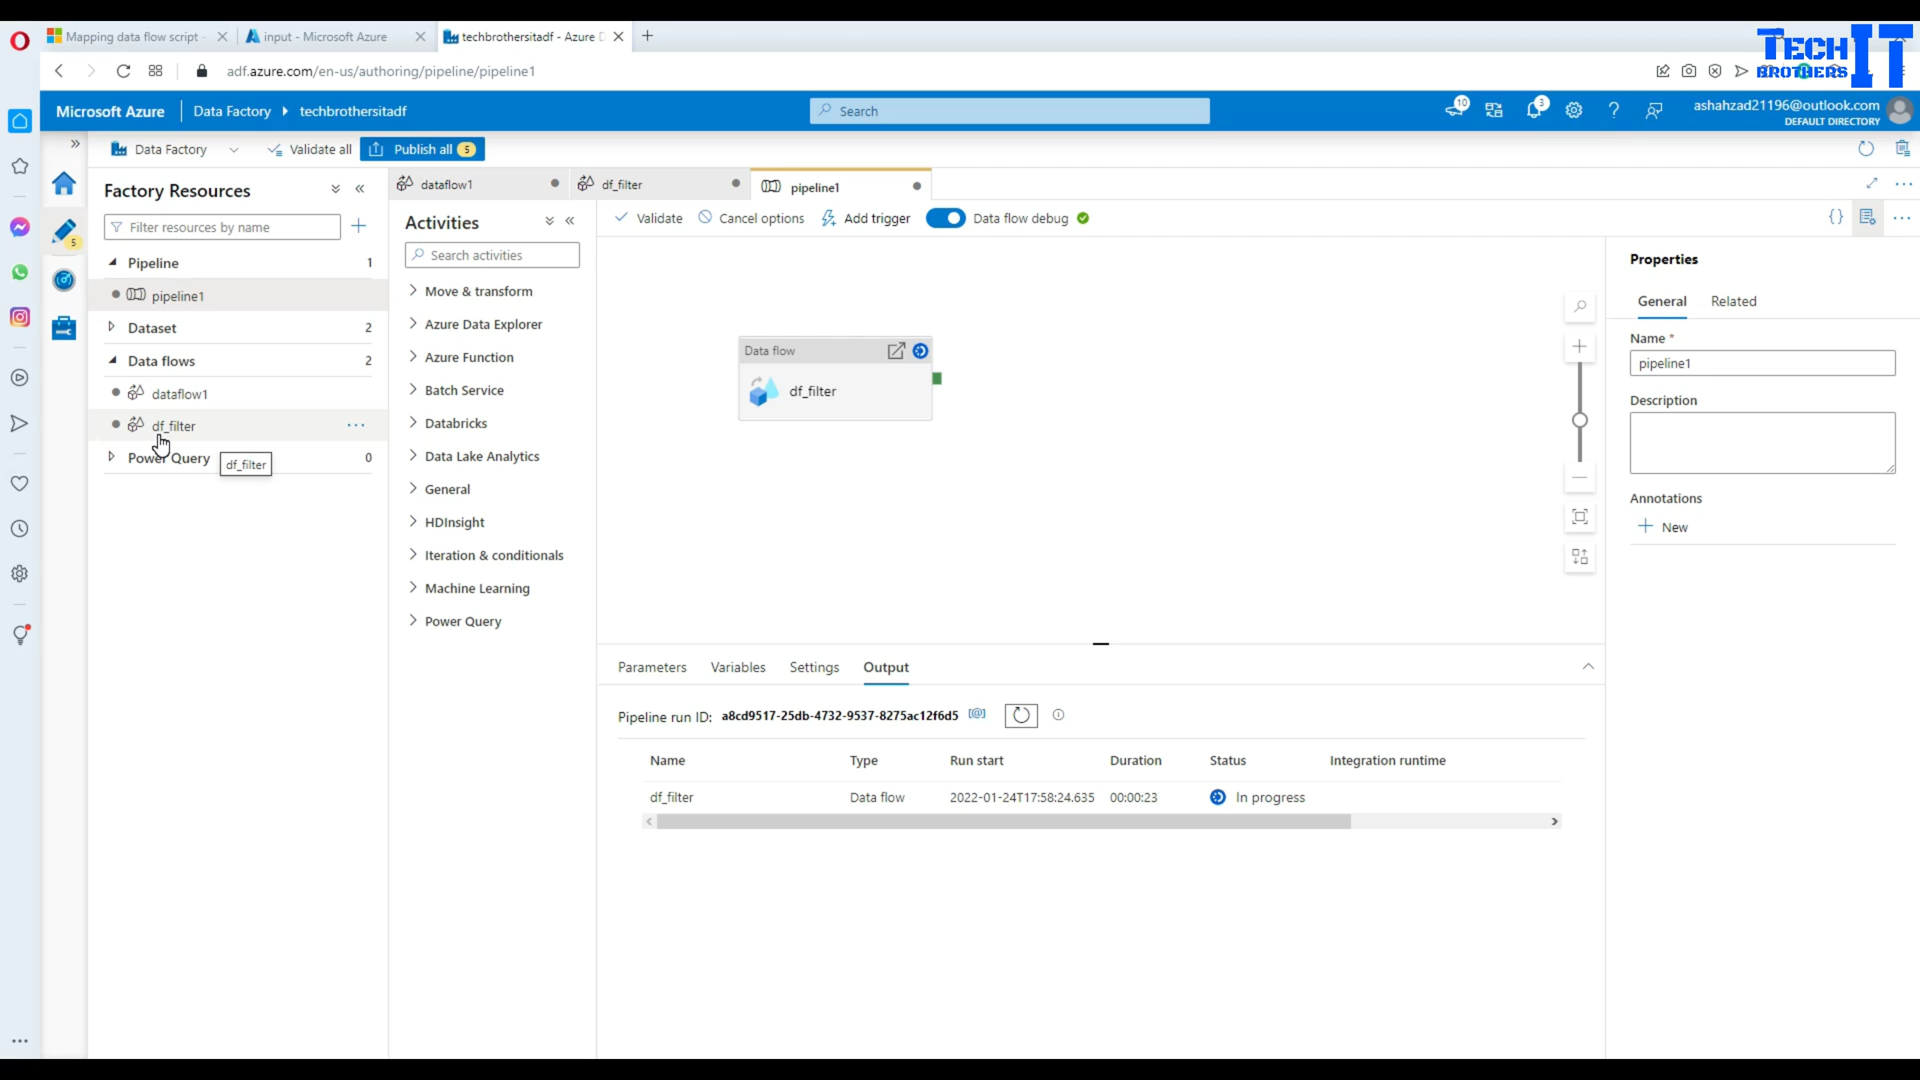 Mapping data flow script -
input - Microsoft Azure
techbrothersitadf - Azure D
TECH IT
BROTHERS
adf.azure.com/en-us/authoring/pipeline/pipeline1
Microsoft Azure
Data Factory
techbrothersitadf
Search
10
3
ashahzad21196@outlook.com
DEFAULT DIRECTORY
Data Factory
Validate all
Publish all 5
Factory Resources
dataflow1
df_filter
pipeline1
Filter resources by name
5
Activities
Validate
Cancel options
Add trigger
Data flow debug
Search activities
Pipeline 1
pipeline1
Dataset 2
Data flows 2
dataflow1
df_filter
Power Query 0
df_filter
Move & transform
Azure Data Explorer
Azure Function
Batch Service
Databricks
Data Lake Analytics
General
HDInsight
Iteration & conditionals
Machine Learning
Power Query
Data flow
df_filter
Properties
General Related
Name *
pipeline1
Description
Annotations
New
Parameters Variables Settings Output
Pipeline run ID: a8cd9517-25db-4732-9537-8275ac12f6d5
Name Type Run start Duration Status Integration runtime
df_filter Data flow 2022-01-24T17:58:24.635 00:00:23 In progress